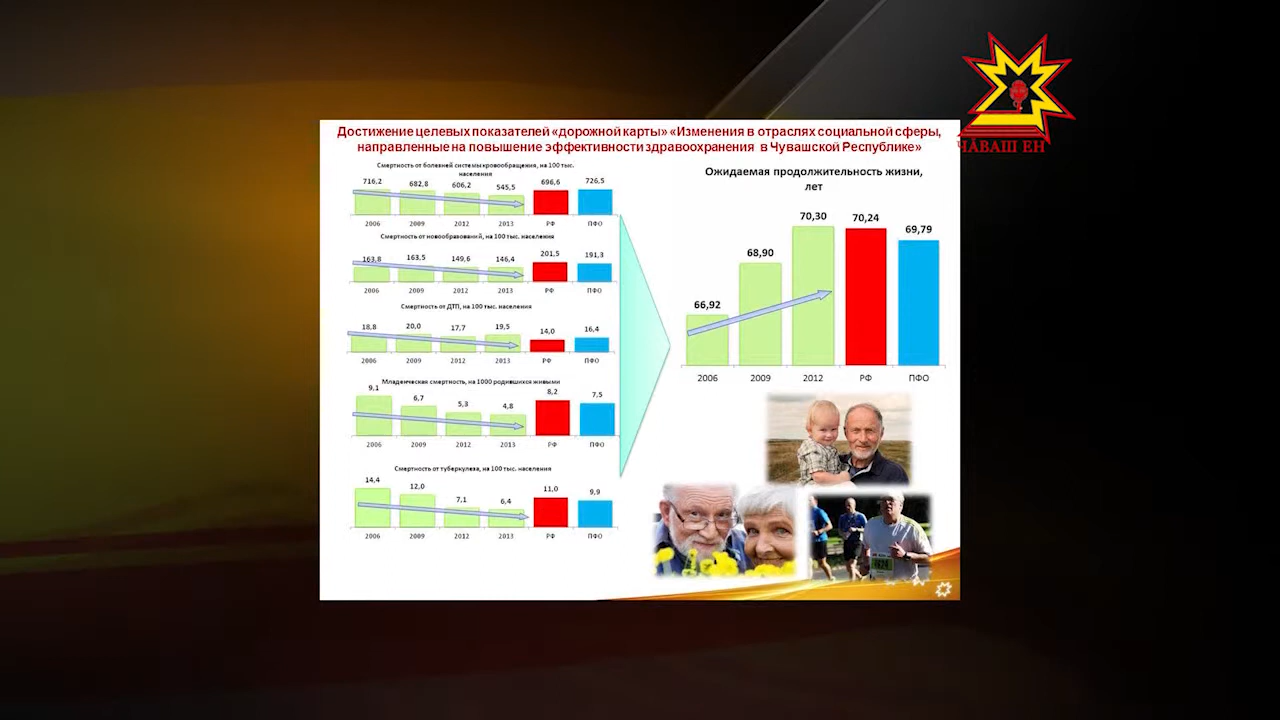 ЧӐВАШ ЕН
Достижение целевых показателей «дорожной карты» «Изменения в отраслях социальной сферы,
направленные на повышение эффективности здравоохранения в Чувашской Республике»
Смертность от болезней системы кровообращения, на 100 тыс.
населения
716,2 682,8 606,2 545,5 696,6 726,5
2006 2009 2012 2013 РФ ПФО
Смертность от новообразований, на 100 тыс. населения
163,8 163,5 149,6 146,4 201,5 191,3
2006 2009 2012 2013 РФ ПФО
Смертность от ДТП, на 100 тыс. населения
18,8 20,0 17,7 19,5 14,0 16,4
2006 2009 2012 2013 РФ ПФО
Младенческая смертность, на 1000 родившихся живыми
9,1 6,7 5,3 4,8 8,2 7,5
2006 2009 2012 2013 РФ ПФО
Смертность от туберкулеза, на 100 тыс. населения
14,4 12,0 7,1 6,4 11,0 9,9
2006 2009 2012 2013 РФ ПФО
Ожидаемая продолжительность жизни,
лет
66,92 68,90 70,30 70,24 69,79
2006 2009 2012 РФ ПФО
4624